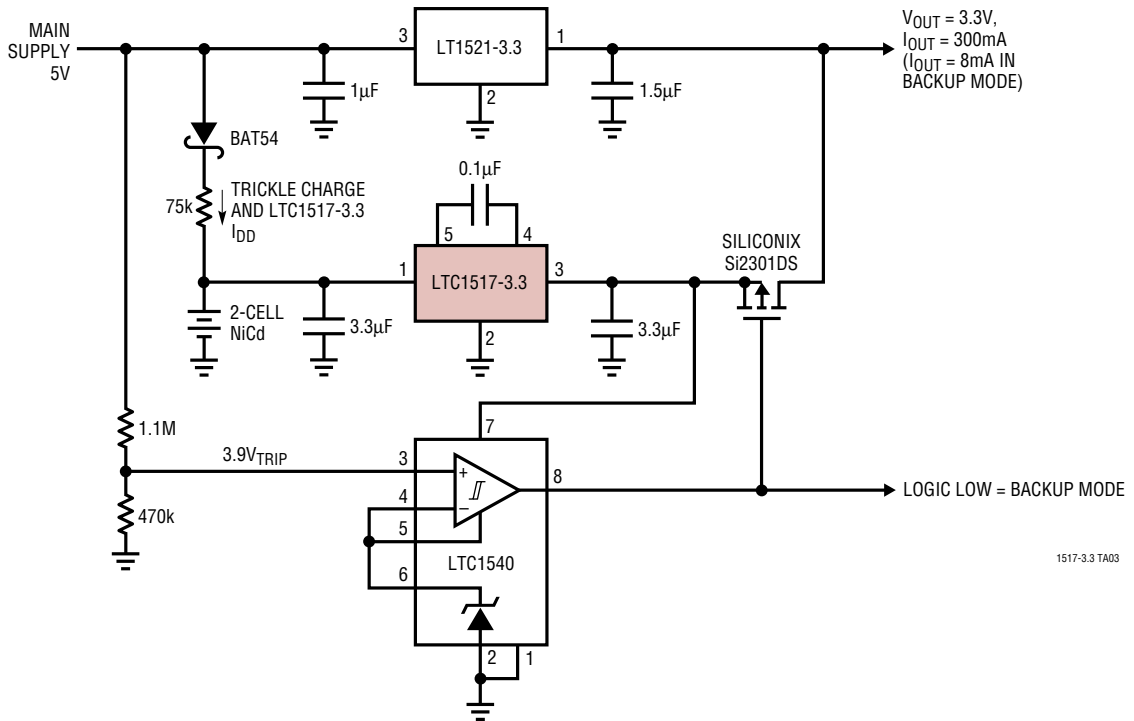 MAIN
SUPPLY
5V
3
LT1521-3.3
1
2
1µF
1.5µF
VOUT = 3.3V,
IOUT = 300mA
(IOUT = 8mA IN
BACKUP MODE)
BAT54
75k
TRICKLE CHARGE
AND LTC1517-3.3
IDD
0.1µF
5
4
1
LTC1517-3.3
3
2
SILICONIX
Si2301DS
2-CELL
NiCd
3.3µF
3.3µF
1.1M
3.9VTRIP
470k
7
3
+
4
−
5
6
8
LTC1540
2
1
LOGIC LOW = BACKUP MODE
1517-3.3 TA03